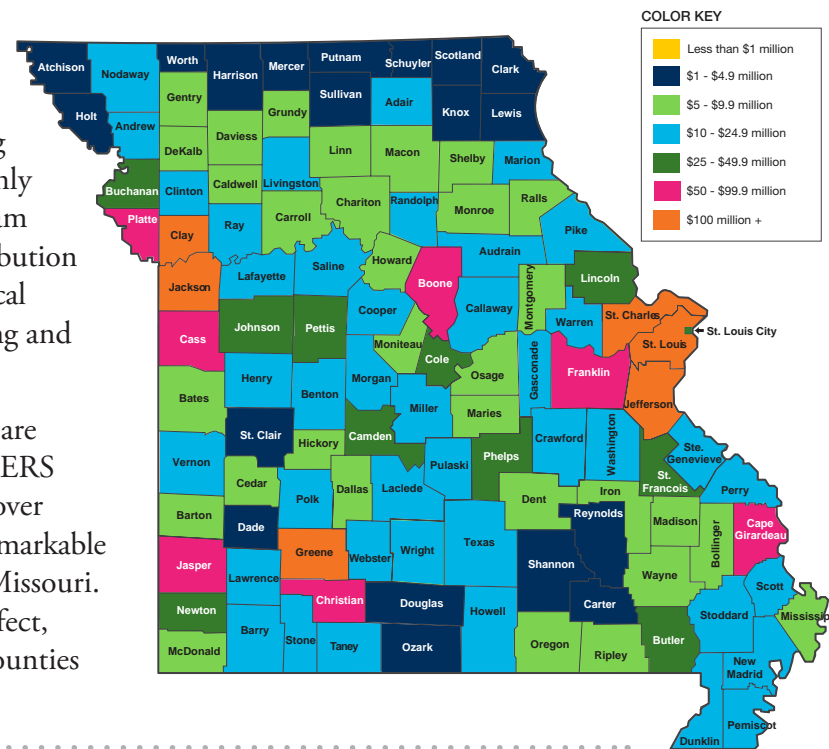 g
nly
am
ibution
cal
ng and
are
ERS
over
markable
Missouri.
fect,
ounties
COLOR KEY
Less than $1 million
$1 - $4.9 million
$5 - $9.9 million
$10 - $24.9 million
$25 - $49.9 million
$50 - $99.9 million
$100 million +
Atchison
Nodaway
Worth
Harrison
Mercer
Putnam
Schuyler
Scotland
Clark
Holt
Andrew
Gentry
Grundy
Sullivan
Adair
Knox
Lewis
DeKalb
Daviess
Linn
Macon
Shelby
Marion
Buchanan
Clinton
Caldwell
Livingston
Chariton
Randolph
Monroe
Ralls
Platte
Clay
Ray
Carroll
Pike
Jackson
Lafayette
Saline
Howard
Boone
Audrain
Lincoln
Montgomery
Cass
Johnson
Pettis
Cooper
Moniteau
Callaway
Warren
St. Charles
St. Louis
St. Louis City
Cole
Osage
Gasconade
Franklin
Jefferson
Bates
Henry
Benton
Morgan
Miller
Maries
St. Clair
Hickory
Camden
Pulaski
Phelps
Crawford
Washington
St.
Francois
Ste.
Genevieve
Perry
Vernon
Cedar
Polk
Dallas
Laclede
Dent
Iron
Reynolds
Madison
Bollinger
Cape
Girardeau
Barton
Dade
Greene
Webster
Wright
Texas
Shannon
Wayne
Scott
Jasper
Lawrence
Christian
Douglas
Howell
Carter
Stoddard
Mississip
Newton
McDonald
Barry
Stone
Taney
Ozark
Oregon
Ripley
Butler
New
Madrid
Pemiscot
Dunklin